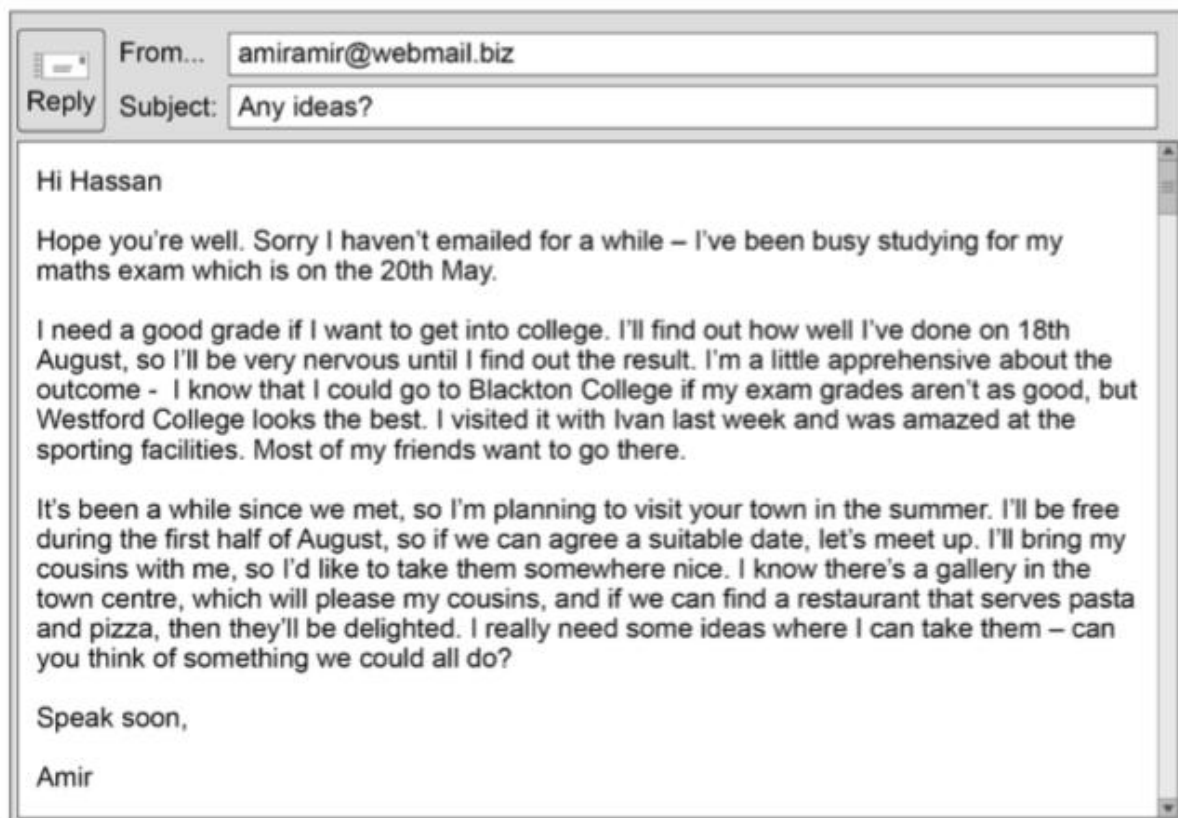 From... amiramir@webmail.biz
Reply
Subject: Any ideas?
Hi Hassan
Hope you're well. Sorry I haven't emailed for a while – I've been busy studying for my
maths exam which is on the 20th May.
I need a good grade if I want to get into college. I'll find out how well I've done on 18th
August, so I'll be very nervous until I find out the result. I'm a little apprehensive about the
outcome -  I know that I could go to Blackton College if my exam grades aren't as good, but
Westford College looks the best. I visited it with Ivan last week and was amazed at the
sporting facilities. Most of my friends want to go there.
It's been a while since we met, so I'm planning to visit your town in the summer. I'll be free
during the first half of August, so if we can agree a suitable date, let's meet up. I'll bring my
cousins with me, so I'd like to take them somewhere nice. I know there's a gallery in the
town centre, which will please my cousins, and if we can find a restaurant that serves pasta
and pizza, then they'll be delighted. I really need some ideas where I can take them – can
you think of something we could all do?
Speak soon,
Amir